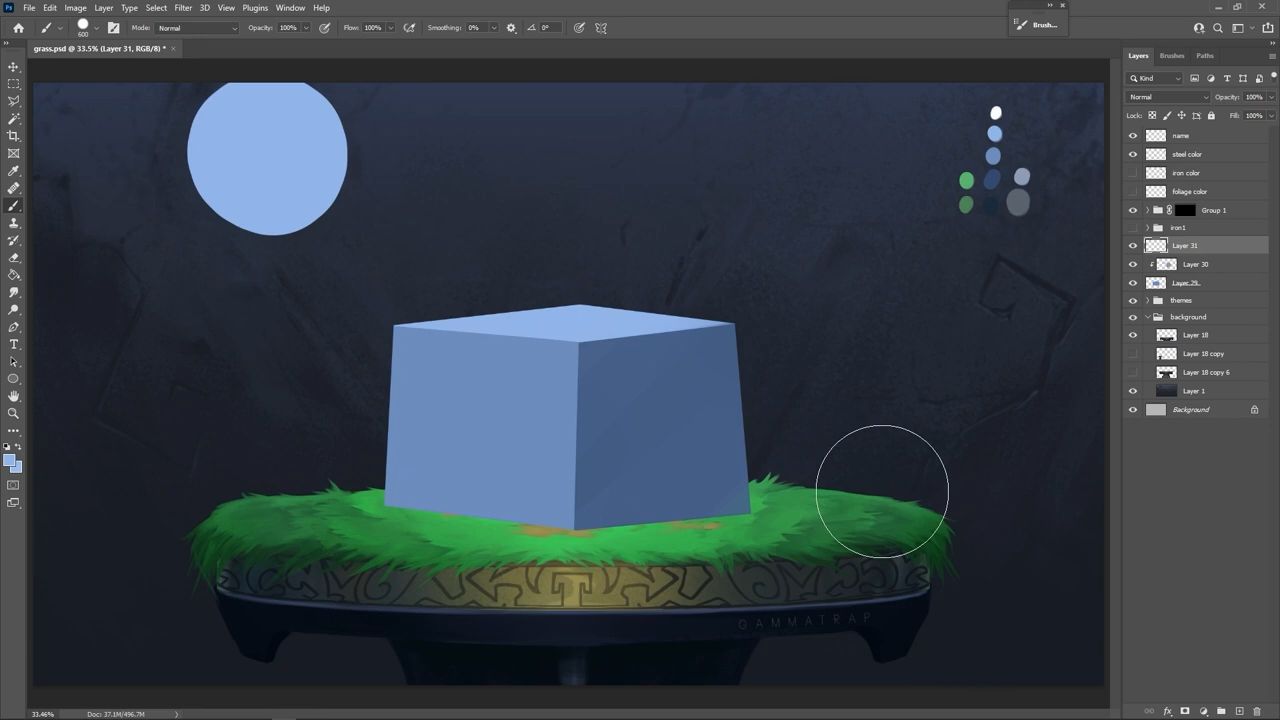 Ps File Edit Image Layer Type Select Filter 3D View Plugins Window Help
Brush...
600 Mode: Normal Opacity: 100% Flow: 100% Smoothing: 0% 0°
grass.psd @ 33.5% (Layer 31, RGB/8) * ×
Layers Brushes Paths
Kind
Normal Opacity: 100%
Lock: Fill: 100%
name
steel color
iron color
foliage color
Group 1
iron1
Layer 31
Layer 30
Layer 29
themes
background
Layer 18
Layer 18 copy
Layer 18 copy 6
Layer 1
Background
GAMMATRAP
33.46% Doc: 37.1M/496.7M